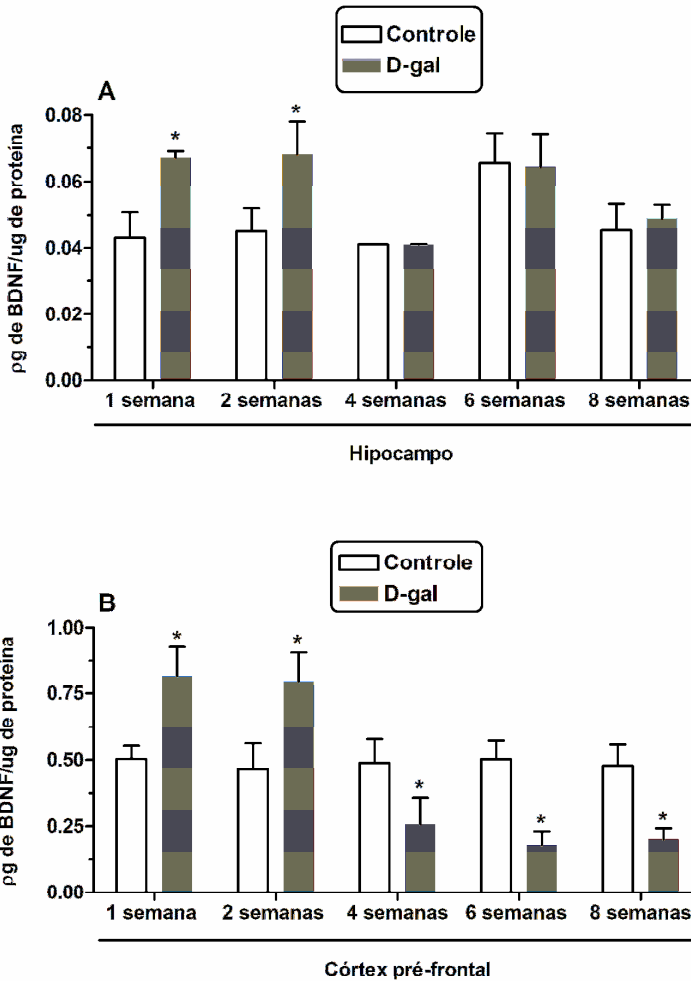 Controle
D-gal
A
ρg de BDNF/ug de proteína
0.08
0.06
0.04
0.02
0.00
* *
1 semana 2 semanas 4 semanas 6 semanas 8 semanas
Hipocampo
Controle
D-gal
B
ρg de BDNF/ug de proteína
1.00
0.75
0.50
0.25
0.00
* * * * *
1 semana 2 semanas 4 semanas 6 semanas 8 semanas
Córtex pré-frontal